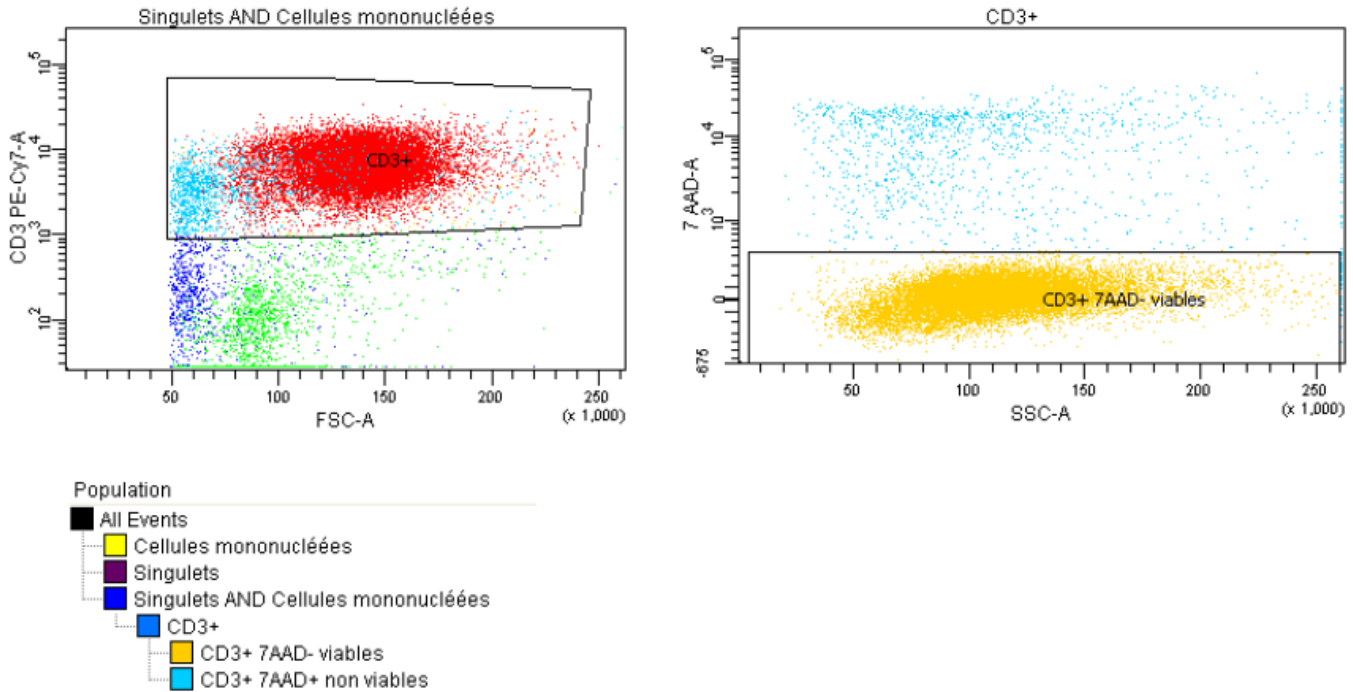 Singulets AND Cellules mononucléées
CD3 PE-Cy7-A
10^5
10^4
10^3
10^2
CD3+
50 100 150 200 250
FSC-A
(x 1,000)
CD3+
7 AAD-A
10^5
10^4
10^3
0
-675
CD3+ 7AAD- viables
50 100 150 200 250
SSC-A
(x 1,000)
Population
All Events
Cellules mononucléées
Singulets
Singulets AND Cellules mononucléées
CD3+
CD3+ 7AAD- viables
CD3+ 7AAD+ non viables